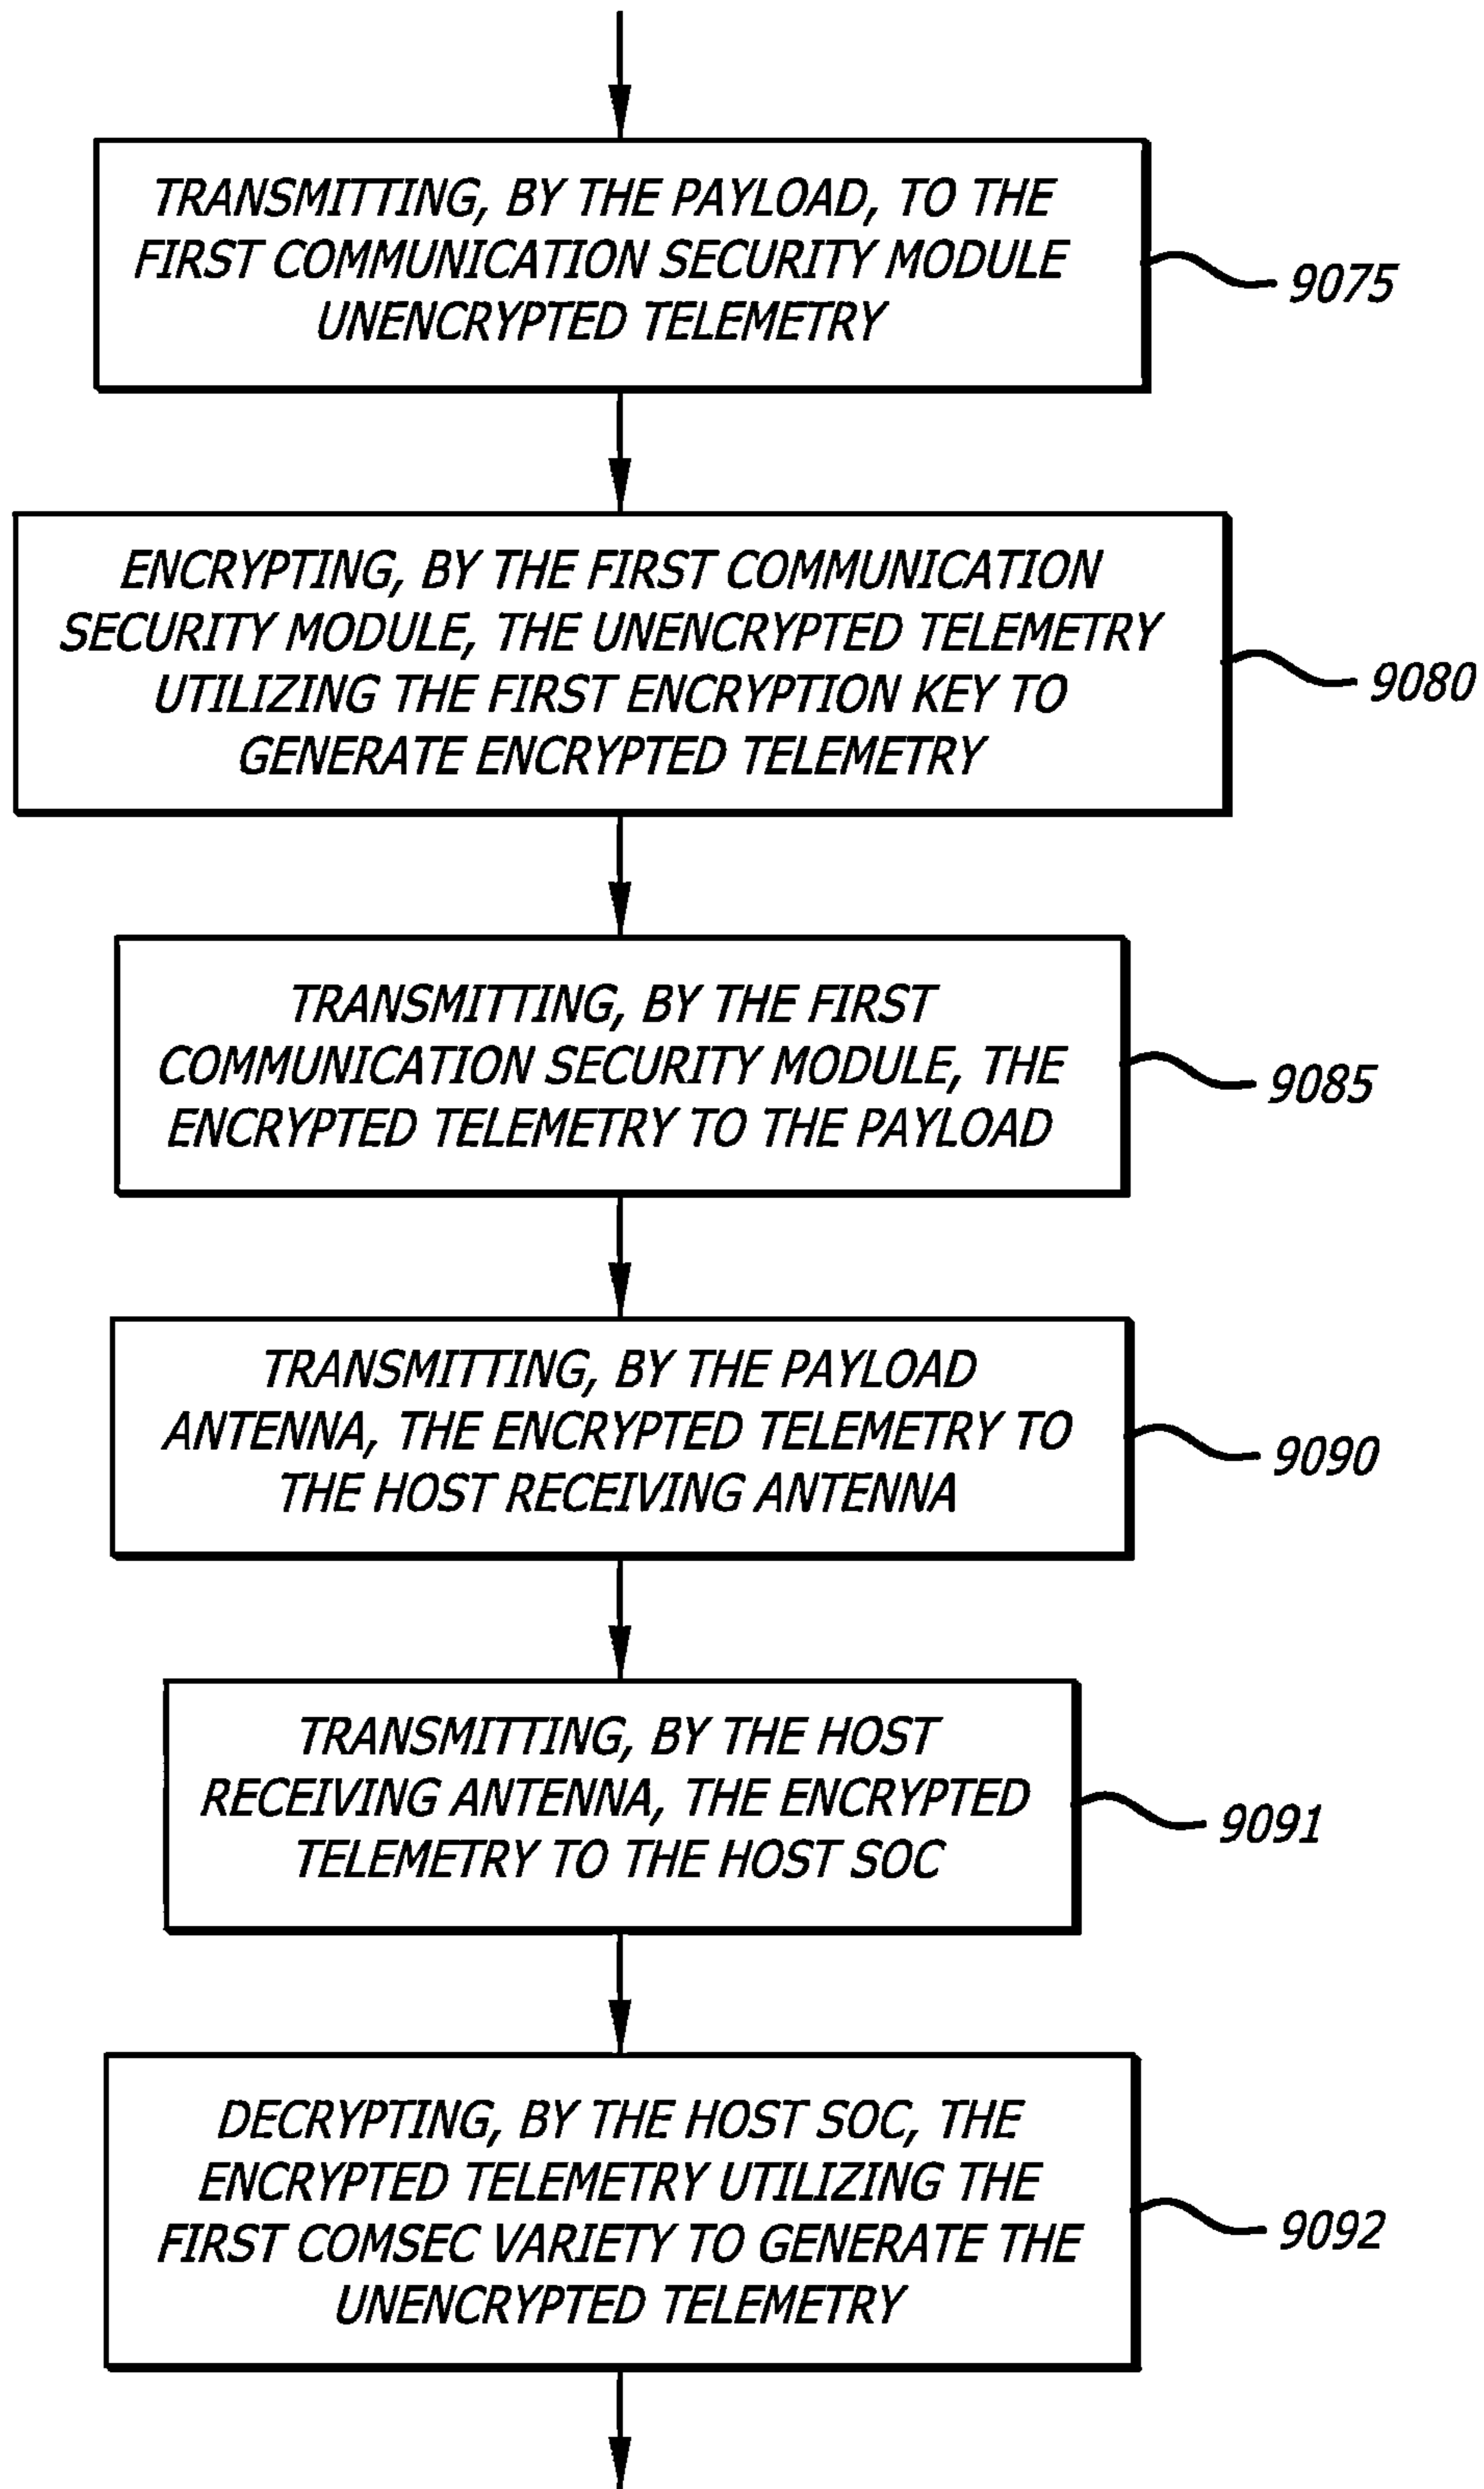 TRANSMITTING, BY THE PAYLOAD, TO THE
FIRST COMMUNICATION SECURITY MODULE
UNENCRYPTED TELEMETRY
9075
ENCRYPTING, BY THE FIRST COMMUNICATION
SECURITY MODULE, THE UNENCRYPTED TELEMETRY
UTILIZING THE FIRST ENCRYPTION KEY TO
GENERATE ENCRYPTED TELEMETRY
9080
TRANSMITTING, BY THE FIRST
COMMUNICATION SECURITY MODULE, THE
ENCRYPTED TELEMETRY TO THE PAYLOAD
9085
TRANSMITTING, BY THE PAYLOAD
ANTENNA, THE ENCRYPTED TELEMETRY TO
THE HOST RECEIVING ANTENNA
9090
TRANSMITTING, BY THE HOST
RECEIVING ANTENNA, THE ENCRYPTED
TELEMETRY TO THE HOST SOC
9091
DECRYPTING, BY THE HOST SOC, THE
ENCRYPTED TELEMETRY UTILIZING THE
FIRST COMSEC VARIETY TO GENERATE THE
UNENCRYPTED TELEMETRY
9092